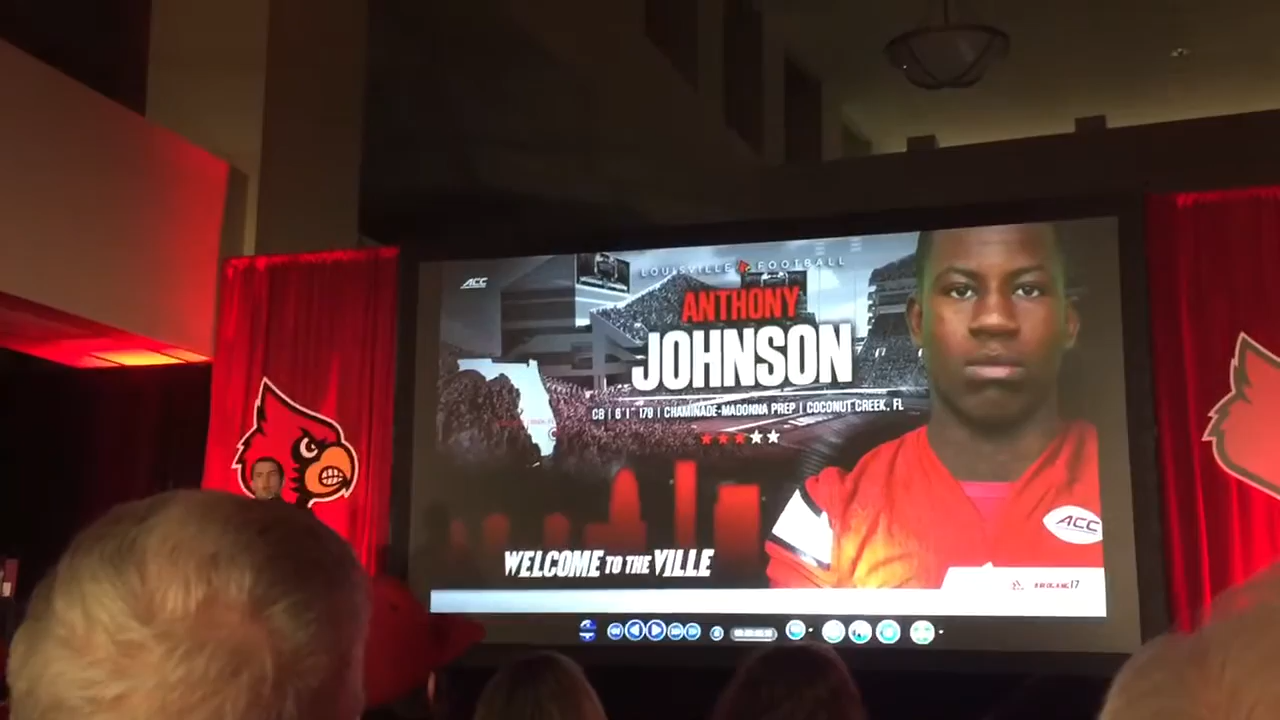 ACC
LOUISVILLE FOOTBALL
ANTHONY
JOHNSON
CB | 6'1" 179 | CHAMINADE-MADONNA PREP | COCONUT CREEK, FL
WELCOME TO THE VILLE
ACC